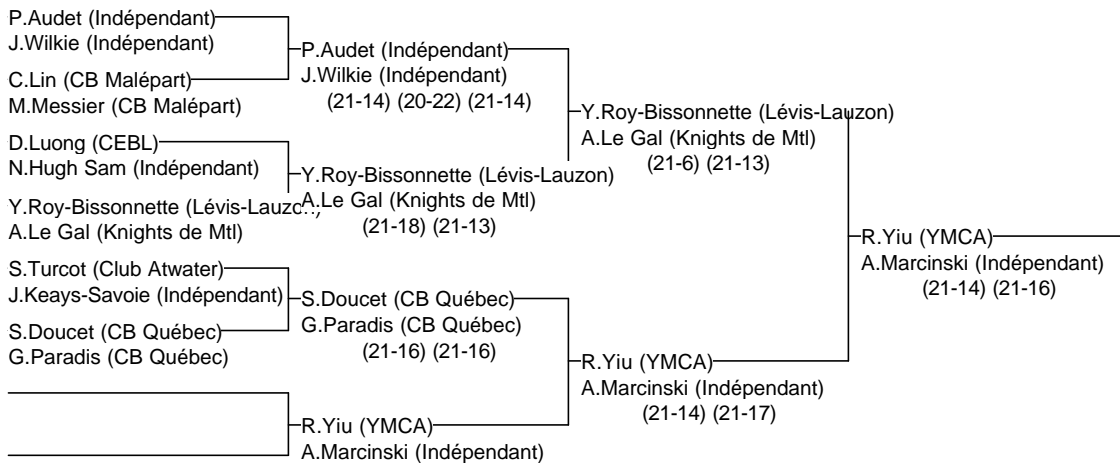 P.Audet (Indépendant)
J.Wilkie (Indépendant)
C.Lin (CB Malépart)
M.Messier (CB Malépart)
D.Luong (CEBL)
N.Hugh Sam (Indépendant)
Y.Roy-Bissonnette (Lévis-Lauzon)
A.Le Gal (Knights de Mtl)
S.Turcot (Club Atwater)
J.Keays-Savoie (Indépendant)
S.Doucet (CB Québec)
G.Paradis (CB Québec)
P.Audet (Indépendant)
J.Wilkie (Indépendant)
(21-14) (20-22) (21-14)
Y.Roy-Bissonnette (Lévis-Lauzon)
A.Le Gal (Knights de Mtl)
(21-18) (21-13)
S.Doucet (CB Québec)
G.Paradis (CB Québec)
(21-16) (21-16)
R.Yiu (YMCA)
A.Marcinski (Indépendant)
Y.Roy-Bissonnette (Lévis-Lauzon)
A.Le Gal (Knights de Mtl)
(21-6) (21-13)
R.Yiu (YMCA)
A.Marcinski (Indépendant)
(21-14) (21-17)
R.Yiu (YMCA)
A.Marcinski (Indépendant)
(21-14) (21-16)